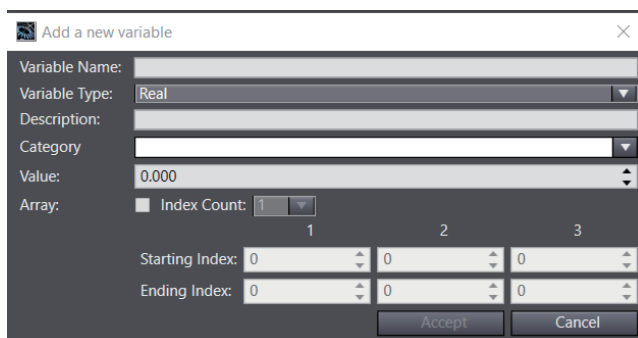 Add a new variable
Variable Name:
Variable Type: Real
Description:
Category
Value: 0.000
Array: Index Count: 1
1 2 3
Starting Index: 0 0 0
Ending Index: 0 0 0
Accept Cancel